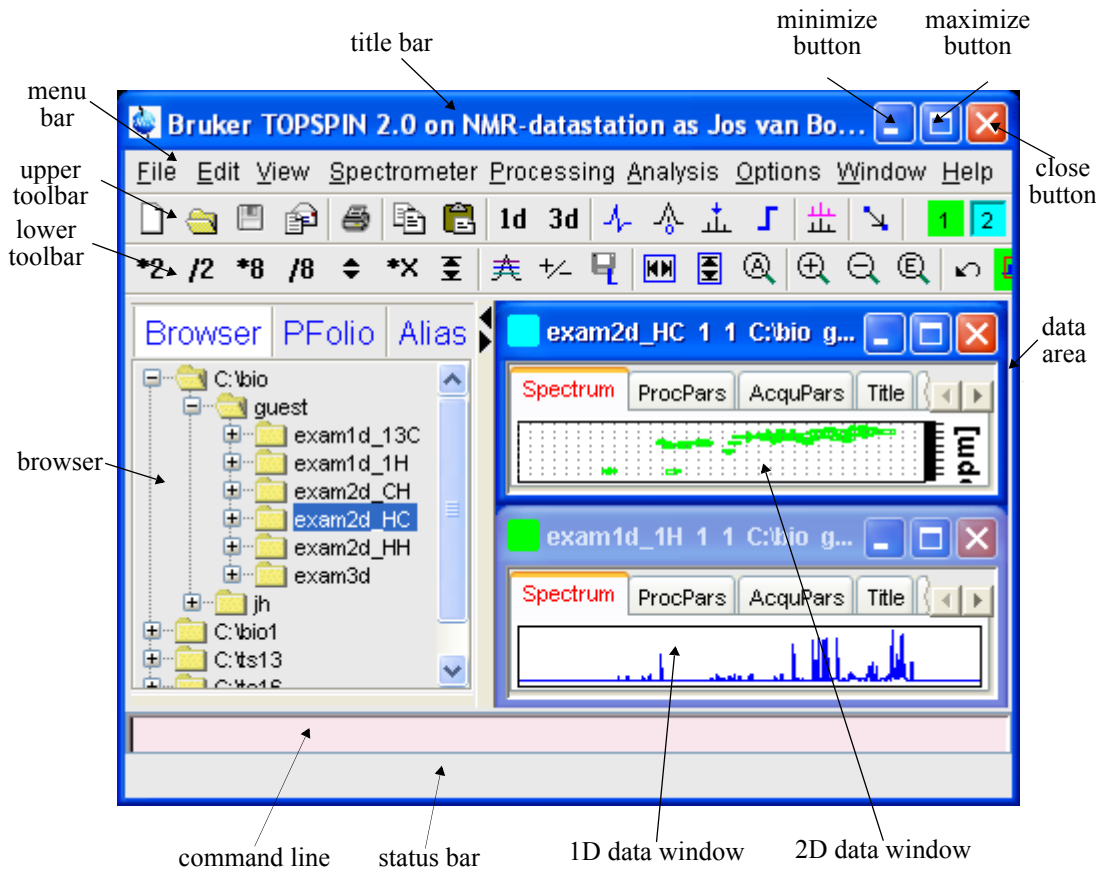 minimize button
maximize button
title bar
menu bar
Bruker TOPSPIN 2.0 on NMR-datastation as Jos van Bo...
File Edit View Spectrometer Processing Analysis Options Window Help
upper toolbar
close button
1d 3d 1 2
lower toolbar
*2 /2 *8 /8 *X +/- A E
Browser PFolio Alias
exam2d_HC 1 1 C:\bio g...
data area
Spectrum ProcPars AcquPars Title
C:\bio
guest
exam1d_13C
exam1d_1H
exam2d_CH
exam2d_HC
exam2d_HH
exam3d
jh
C:\bio1
C:\ts13
browser
exam1d_1H 1 1 C:\bio g...
Spectrum ProcPars AcquPars Title
command line
status bar
1D data window
2D data window